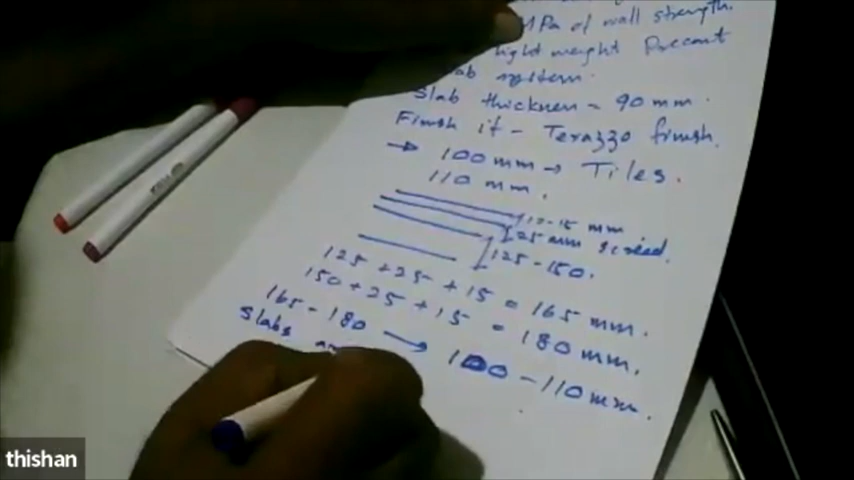 MPa of wall strength.
light weight Precast
slab system.
Slab thickness - 90 mm.
Finish it - Terazzo finish.
→ 100 mm → Tiles.
110 mm.
12-15 mm
25 mm screed.
125-150.
125 + 25 + 15 = 165 mm.
150 + 25 + 15 = 180 mm.
165 - 180 → 100 - 110 mm.
Slabs
thishan